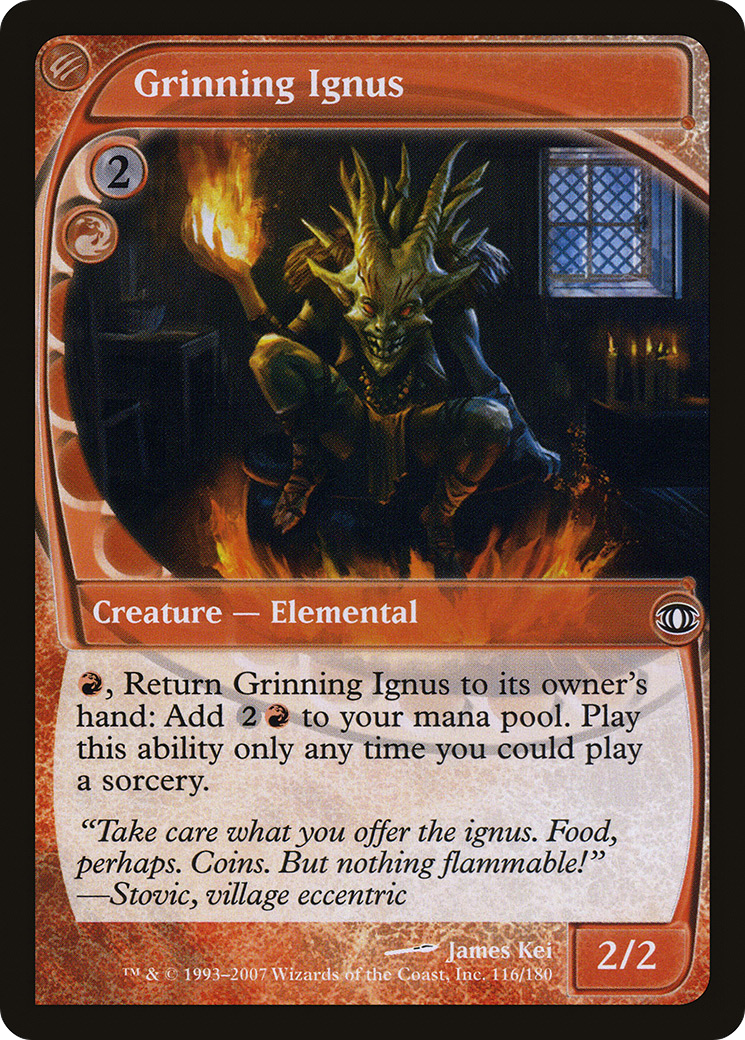 Grinning Ignus
2
Creature — Elemental
, Return Grinning Ignus to its owner's
hand: Add 2 to your mana pool. Play
this ability only any time you could play
a sorcery.
“Take care what you offer the ignus. Food,
perhaps. Coins. But nothing flammable!”
—Stovic, village eccentric
James Kei
2/2
™ & © 1993–2007 Wizards of the Coast, Inc. 116/180